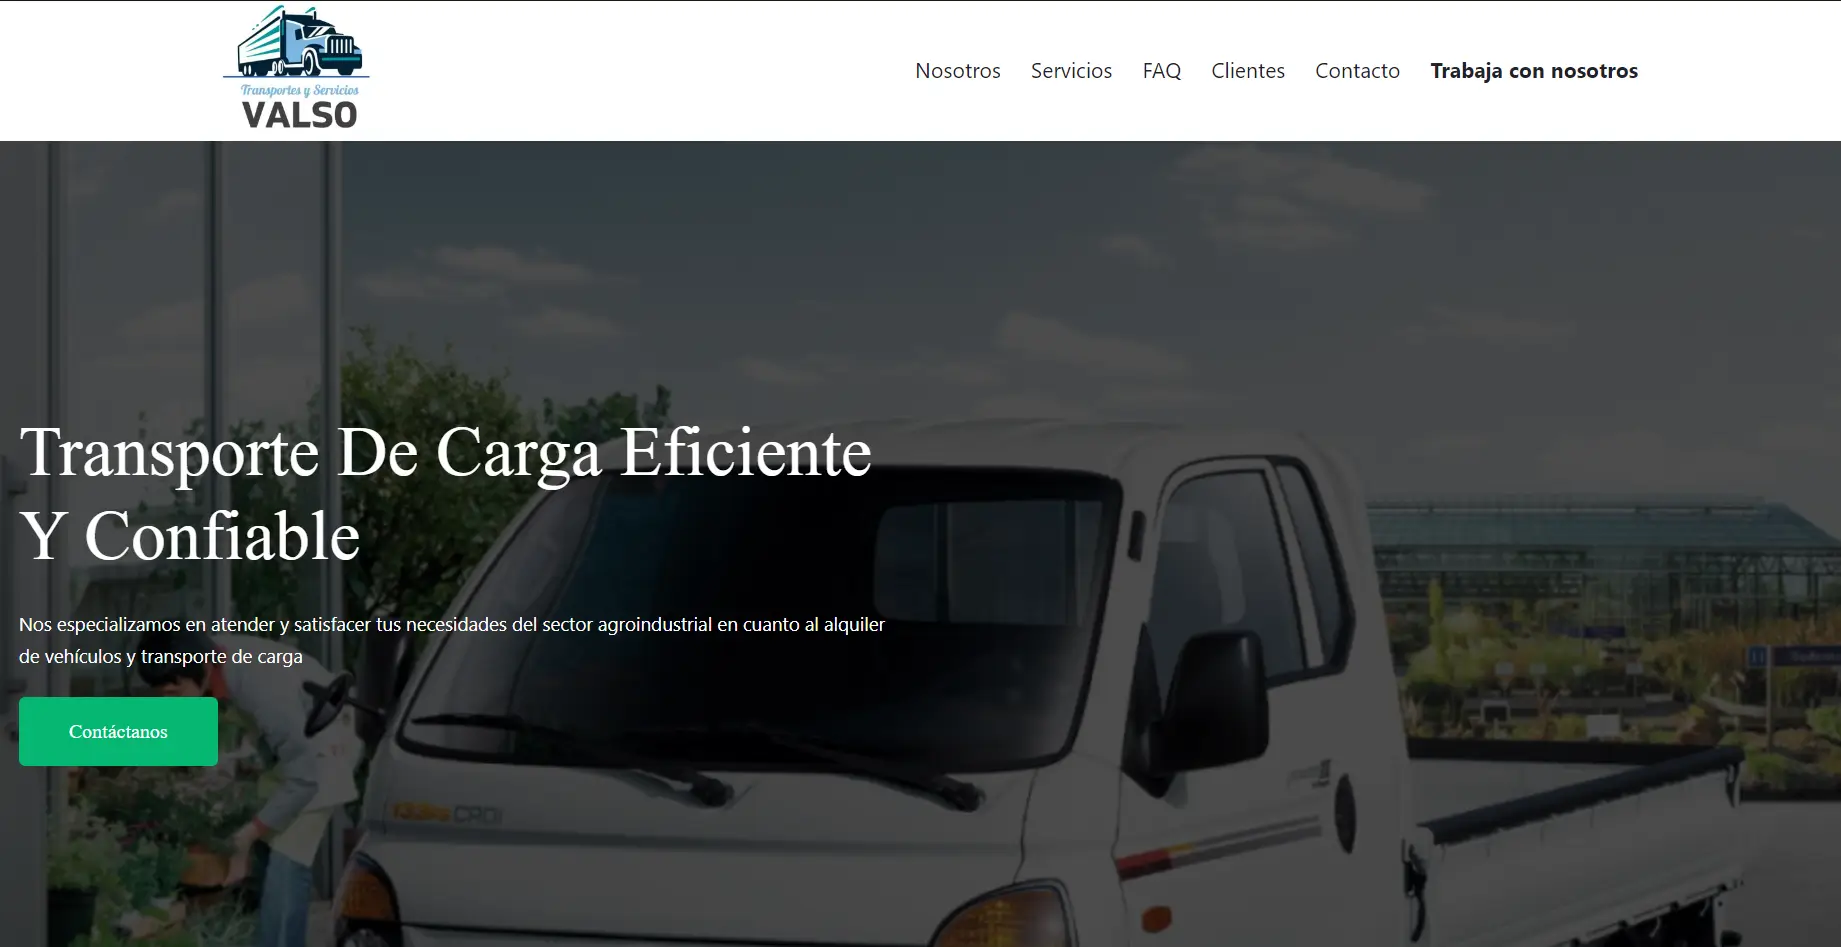 Transportes y Servicios
VALSO
Nosotros Servicios FAQ Clientes Contacto Trabaja con nosotros
Transporte De Carga Eficiente
Y Confiable
Nos especializamos en atender y satisfacer tus necesidades del sector agroindustrial en cuanto al alquiler
de vehículos y transporte de carga
Contáctanos
CRDi